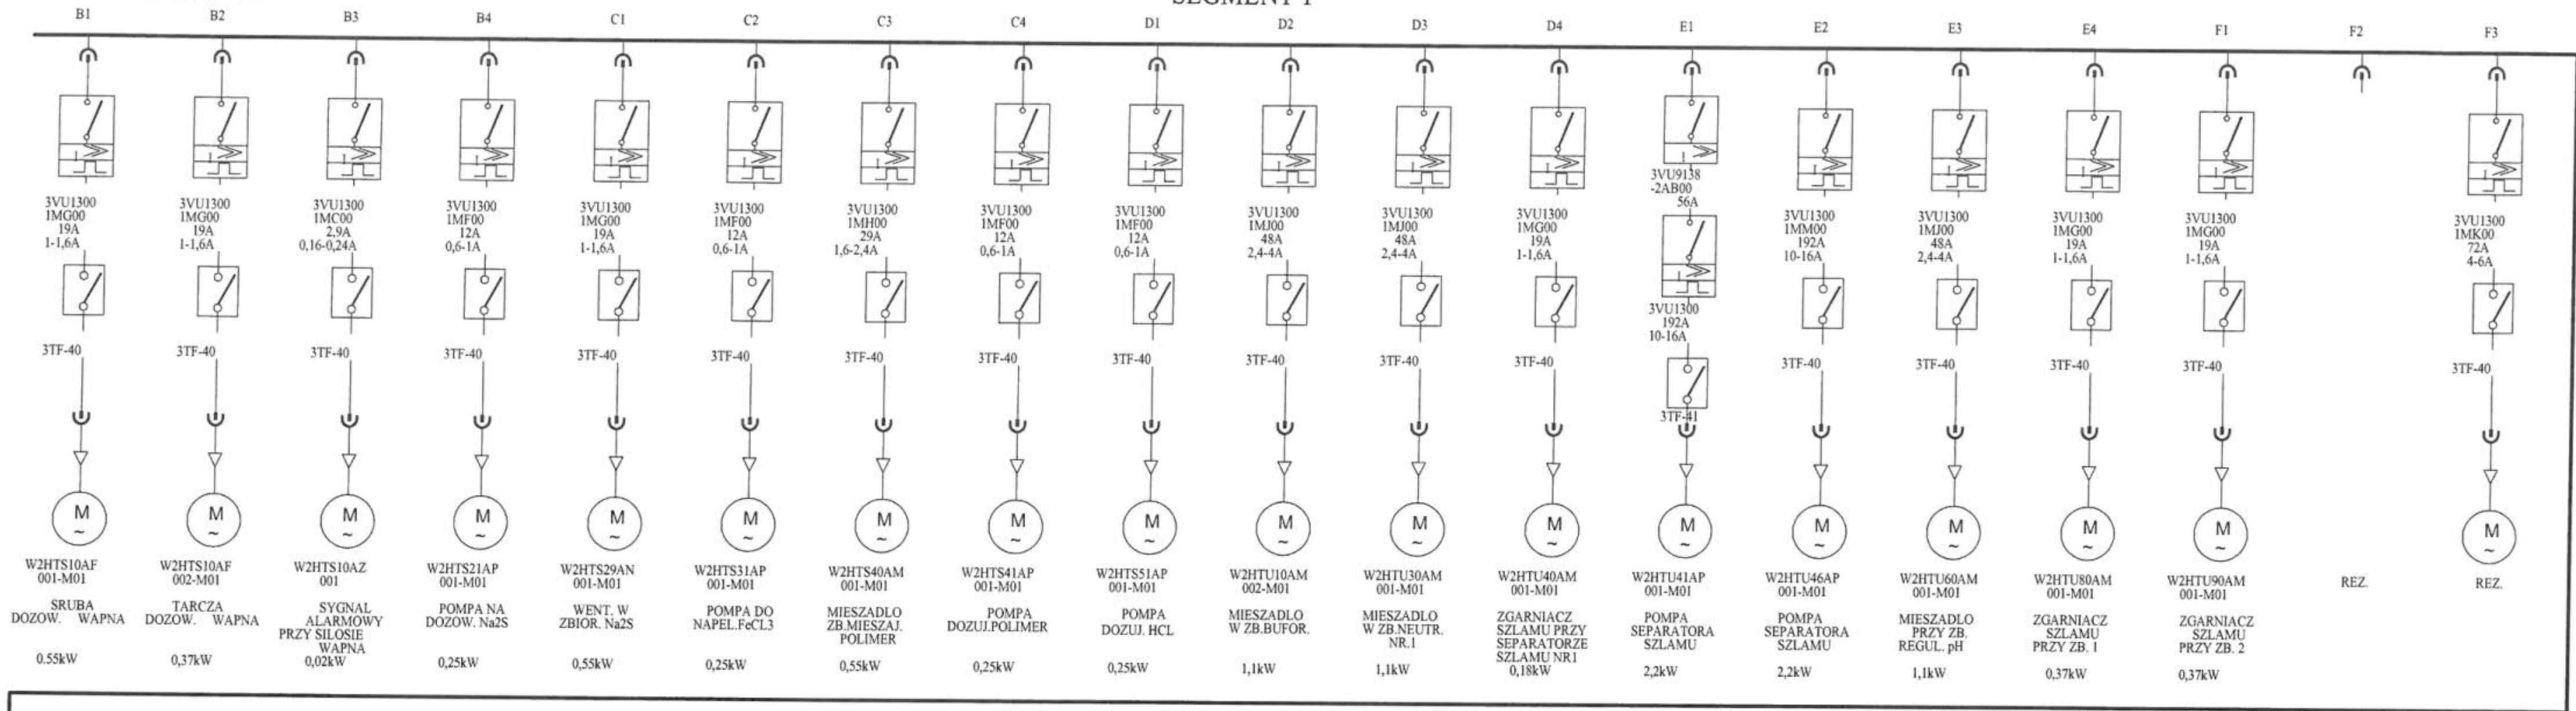 SEGMENT
B1
3VU1300
1MG00
19A
1-1,6A
3TF-40
M
~
W2HTS10AF
001-M01
SRUBA
DOZOW. WAPNA
0.55kW
B2
3VU1300
1MG00
19A
1-1,6A
3TF-40
M
~
W2HTS10AF
002-M01
TARCZA
DOZOW. WAPNA
0,37kW
B3
3VU1300
1MC00
2,9A
0,16-0,24A
3TF-40
M
~
W2HTS10AZ
001
SYGNAL
ALARMOWY
PRZY SILOSIE
WAPNA
0,02kW
B4
3VU1300
1MF00
12A
0,6-1A
3TF-40
M
~
W2HTS21AP
001-M01
POMPA NA
DOZOW. Na2S
0,25kW
C1
3VU1300
1MG00
19A
1-1,6A
3TF-40
M
~
W2HTS29AN
001-M01
WENT. W
ZBIOR. Na2S
0,55kW
C2
3VU1300
1MF00
12A
0,6-1A
3TF-40
M
~
W2HTS31AP
001-M01
POMPA DO
NAPEL.FeCL3
0,25kW
C3
3VU1300
1MH00
29A
1,6-2,4A
3TF-40
M
~
W2HTS40AM
001-M01
MIESZADLO
ZB.MIESZAJ.
POLIMER
0,55kW
C4
3VU1300
1MF00
12A
0,6-1A
3TF-40
M
~
W2HTS41AP
001-M01
POMPA
DOZUJ.POLIMER
0,25kW
D1
3VU1300
1MF00
12A
0,6-1A
3TF-40
M
~
W2HTS51AP
001-M01
POMPA
DOZUJ. HCL
0,25kW
D2
3VU1300
1MJ00
48A
2,4-4A
3TF-40
M
~
W2HTU10AM
002-M01
MIESZADLO
W ZB.BUFOR.
1,1kW
D3
3VU1300
1MJ00
48A
2,4-4A
3TF-40
M
~
W2HTU30AM
001-M01
MIESZADLO
W ZB.NEUTR.
NR.1
1,1kW
D4
3VU1300
1MG00
19A
1-1,6A
3TF-40
M
~
W2HTU40AM
001-M01
ZGARNIACZ
SZLAMU PRZY
SEPARATORZE
SZLAMU NR1
0,18kW
E1
3VU9138
-2AB00
56A
3VU1300
192A
10-16A
3TF-41
M
~
W2HTU41AP
001-M01
POMPA
SEPARATORA
SZLAMU
2,2kW
E2
3VU1300
1MM00
192A
10-16A
3TF-40
M
~
W2HTU46AP
001-M01
POMPA
SEPARATORA
SZLAMU
2,2kW
E3
3VU1300
1MJ00
48A
2,4-4A
3TF-40
M
~
W2HTU60AM
001-M01
MIESZADLO
PRZY ZB.
REGUL. pH
1,1kW
E4
3VU1300
1MG00
19A
1-1,6A
3TF-40
M
~
W2HTU80AM
001-M01
ZGARNIACZ
SZLAMU
PRZY ZB. 1
0,37kW
F1
3VU1300
1MG00
19A
1-1,6A
3TF-40
M
~
W2HTU90AM
001-M01
ZGARNIACZ
SZLAMU
PRZY ZB. 2
0,37kW
F2
REZ.
F3
3VU1300
1MK00
72A
4-6A
3TF-40
M
~
REZ.